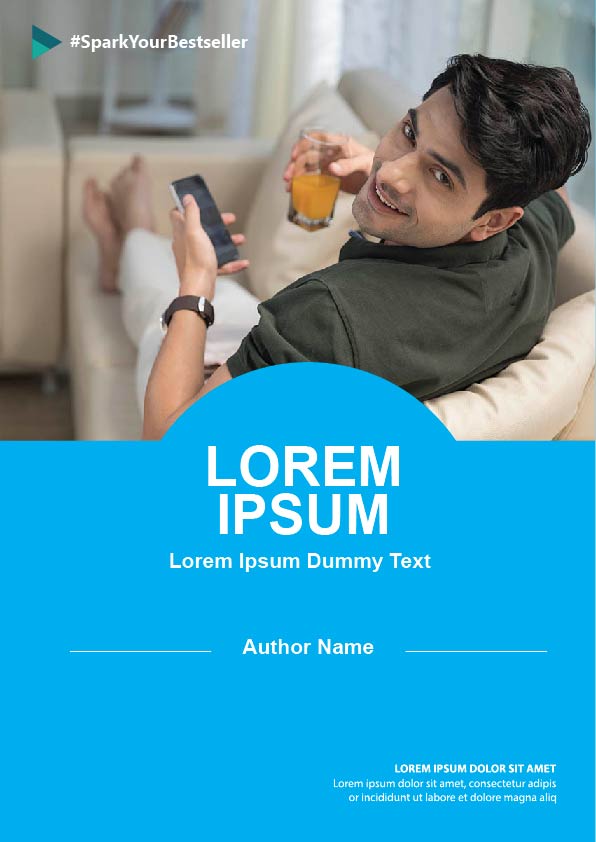 #SparkYourBestseller
LOREM
IPSUM
Lorem Ipsum Dummy Text
Author Name
LOREM IPSUM DOLOR SIT AMET
Lorem ipsum dolor sit amet, consectetur adipis
or incididunt ut labore et dolore magna aliq